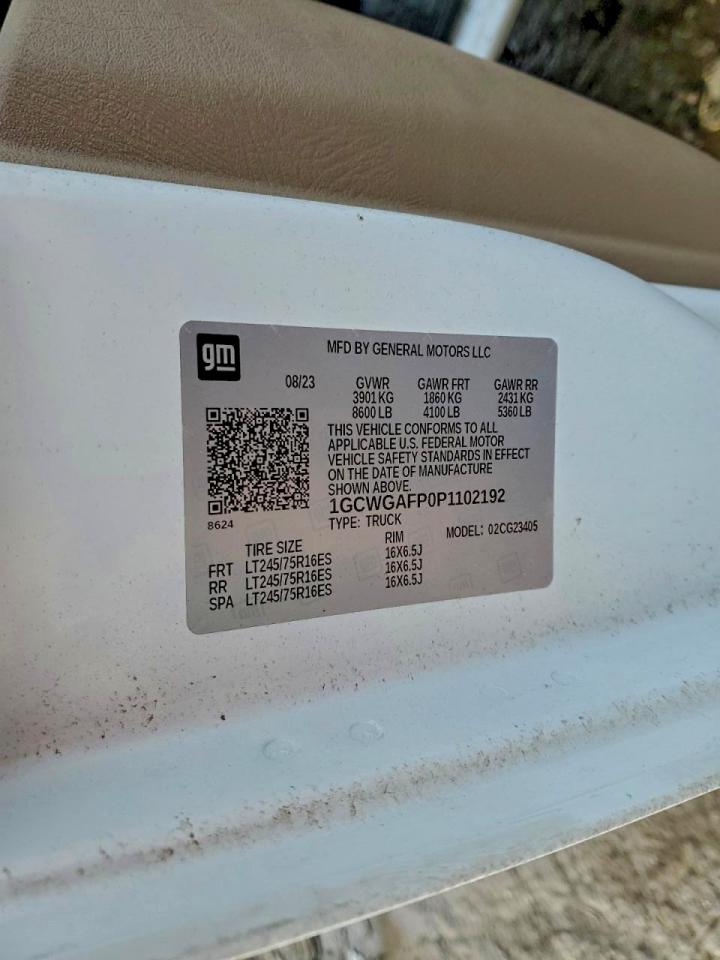 gm
MFD BY GENERAL MOTORS LLC
08/23 GVWR GAWR FRT GAWR RR
3901 KG 1860 KG 2431 KG
8600 LB 4100 LB 5360 LB
THIS VEHICLE CONFORMS TO ALL
APPLICABLE U.S. FEDERAL MOTOR
VEHICLE SAFETY STANDARDS IN EFFECT
ON THE DATE OF MANUFACTURE
SHOWN ABOVE.
1GCWGAFP0P1102192
8624
TYPE: TRUCK MODEL: 02CG23405
TIRE SIZE RIM
FRT LT245/75R16ES 16X6.5J
RR LT245/75R16ES 16X6.5J
SPA LT245/75R16ES 16X6.5J